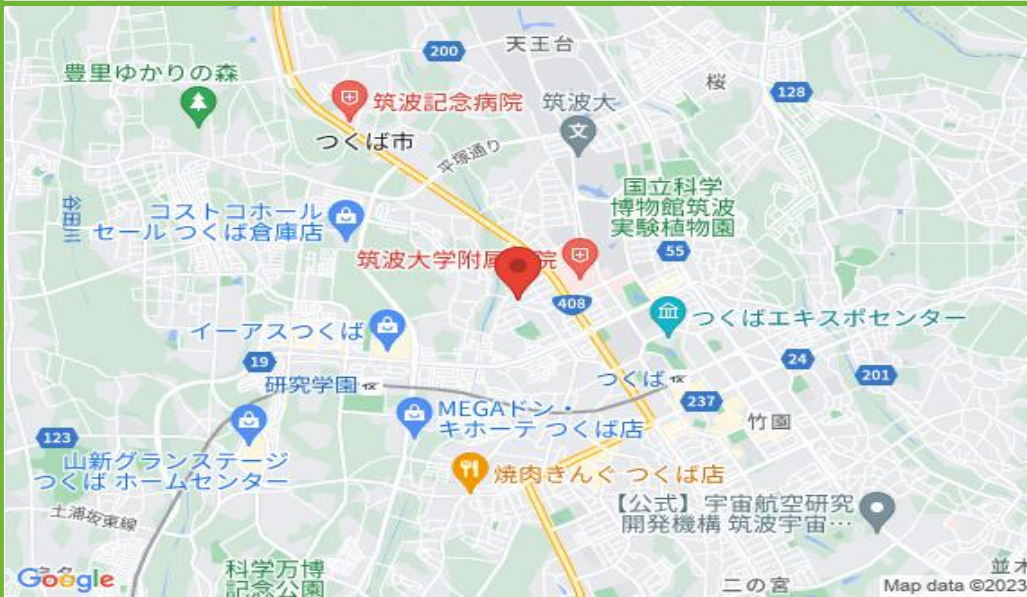 200
天王台
豊里ゆかりの森
桜
128
筑波記念病院
筑波大
文
つくば市
平塚通り
国立科学
博物館筑波
実験植物園
谷田川
コストコホール
セール つくば倉庫店
55
筑波大学附属
院
408
つくばエキスポセンター
イーアスつくば
19
24
201
研究学園
つくば
237
MEGAドン・
キホーテ つくば店
竹園
123
山新グランステージ
つくば ホームセンター
焼肉きんぐ つくば店
【公式】宇宙航空研究
開発機構 筑波宇宙…
土浦坂東線
科学万博
記念公園
二の宮
並木
Google
Map data ©2023